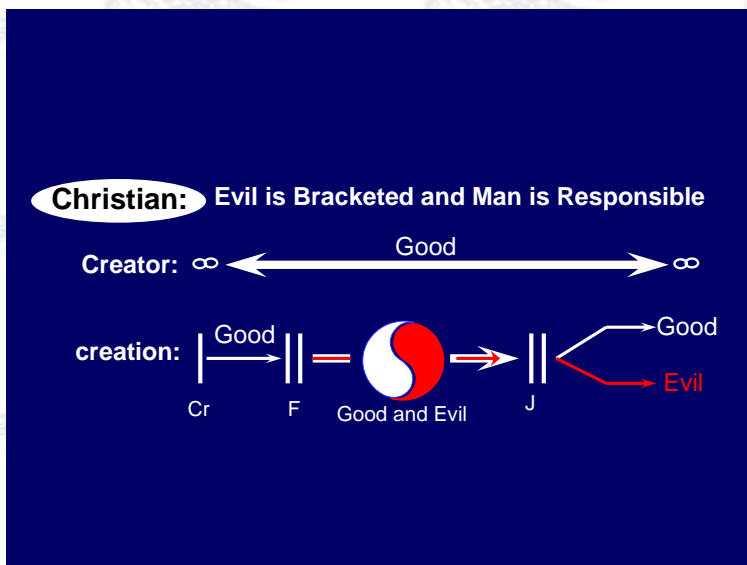 Christian: Evil is Bracketed and Man is Responsible
Good
Creator: ∞ ∞
Good Good
creation:
Evil
Cr F Good and Evil J